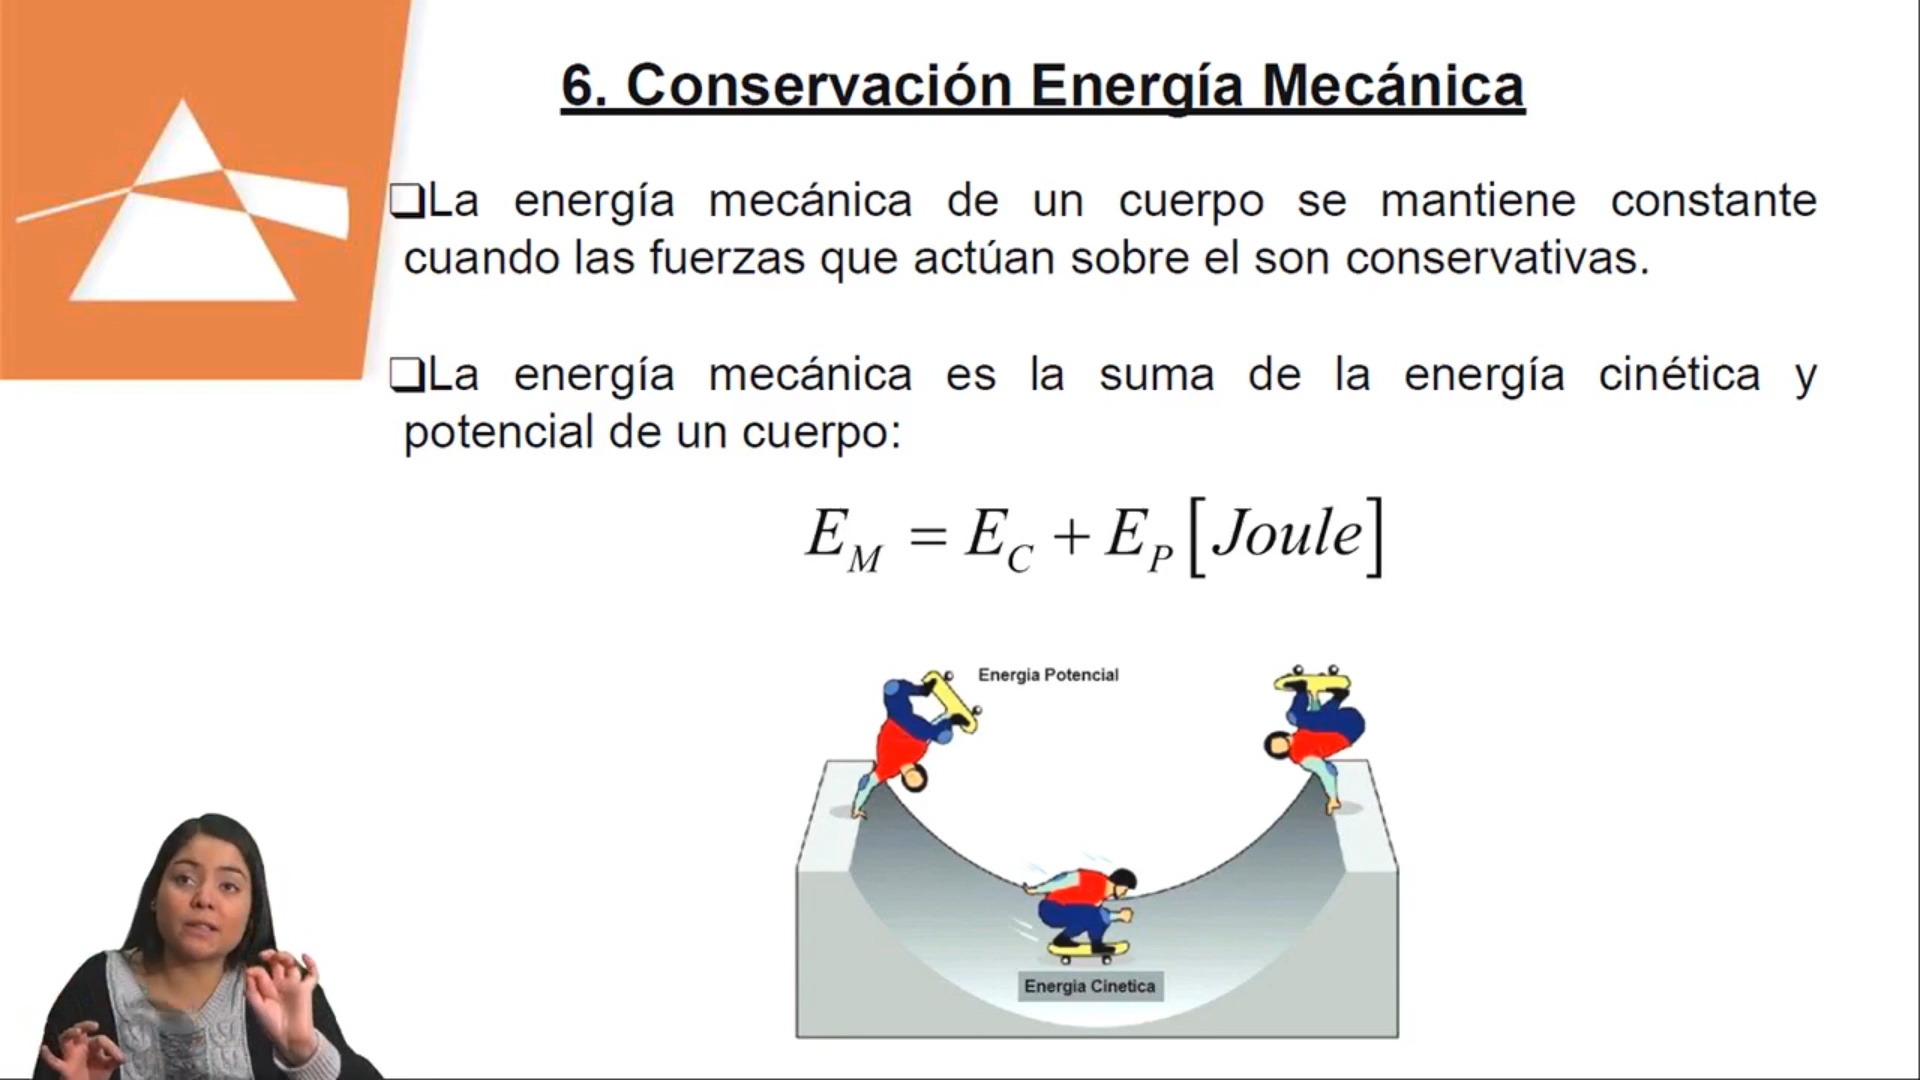 6. Conservación Energía Mecánica
❑La energía mecánica de un cuerpo se mantiene constante
cuando las fuerzas que actúan sobre el son conservativas.
❑La energía mecánica es la suma de la energía cinética y
potencial de un cuerpo:
E_M = E_C + E_P [Joule]
Energia Potencial
Energia Cinetica